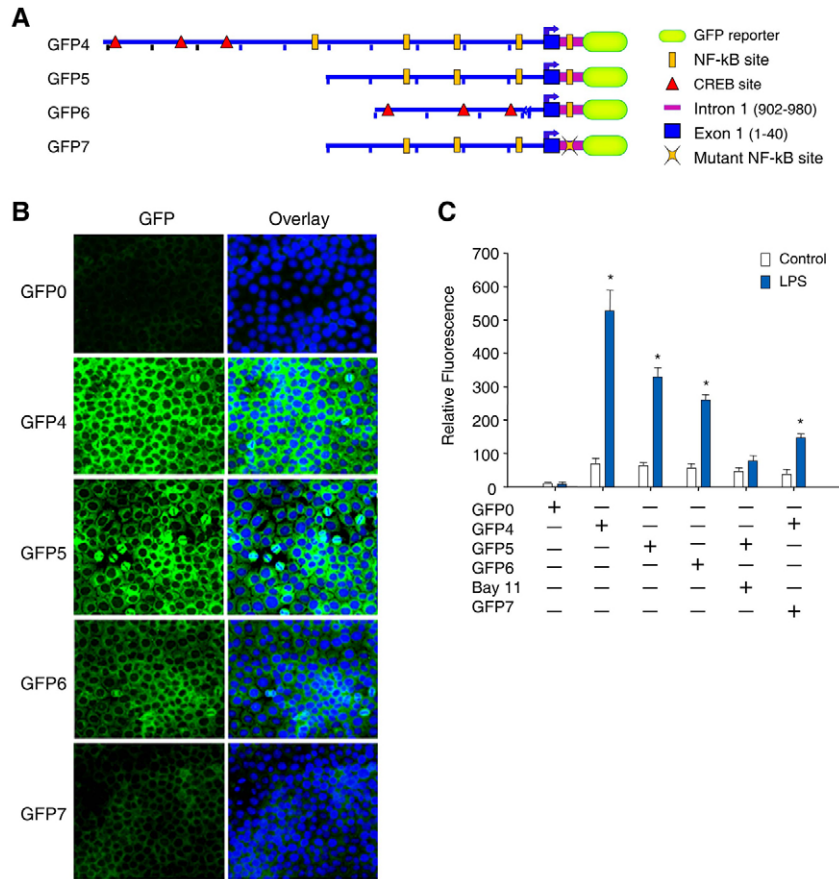 A
GFP4
GFP5
GFP6
GFP7
GFP reporter
NF-kB site
CREB site
Intron 1 (902-980)
Exon 1 (1-40)
Mutant NF-kB site
B
GFP Overlay
GFP0
GFP4
GFP5
GFP6
GFP7
C
Control
LPS
Relative Fluorescence
700
600
500
400
300
200
100
0
* * * *
GFP0 + — — — — —
GFP4 — + — — — +
GFP5 — — + — + —
GFP6 — — — + — —
Bay 11 — — — — + —
GFP7 — — — — — +